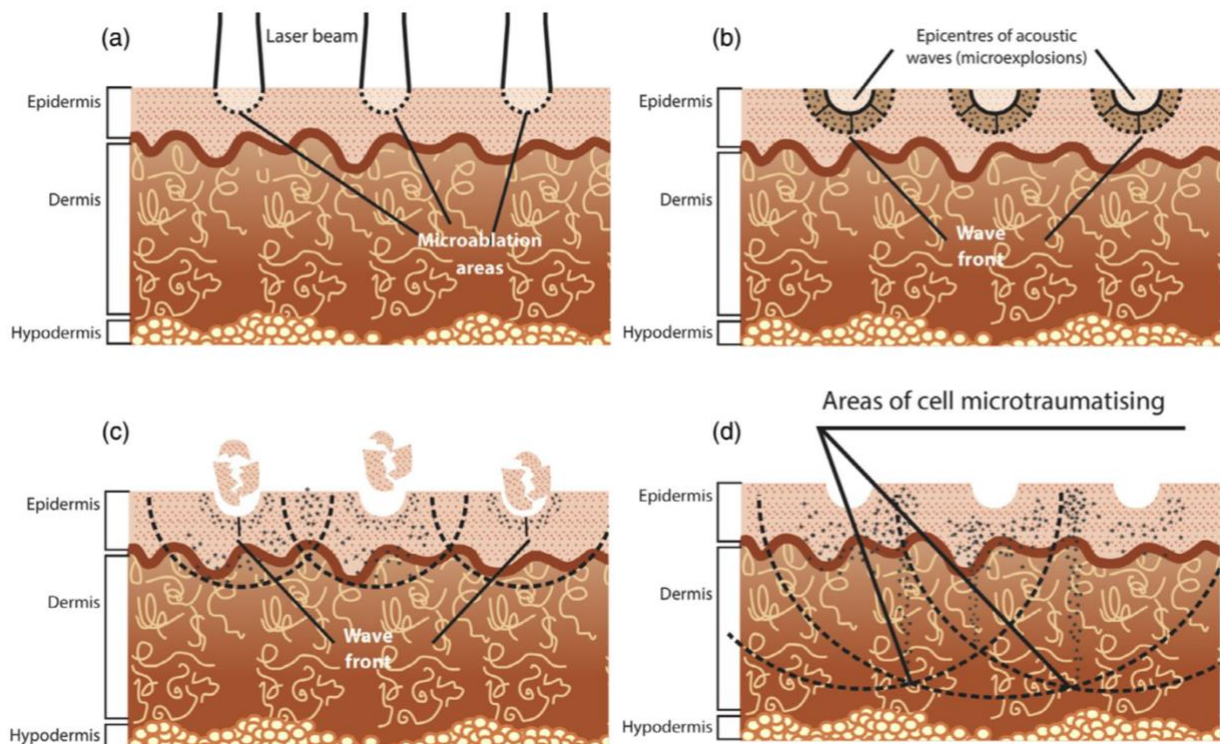 (a)
Laser beam
Epidermis
Dermis
Microablation
areas
Hypodermis
(b)
Epicentres of acoustic
waves (microexplosions)
Epidermis
Dermis
Wave
front
Hypodermis
(c)
Epidermis
Dermis
Wave
front
Hypodermis
Areas of cell microtraumatising
(d)
Epidermis
Dermis
Hypodermis